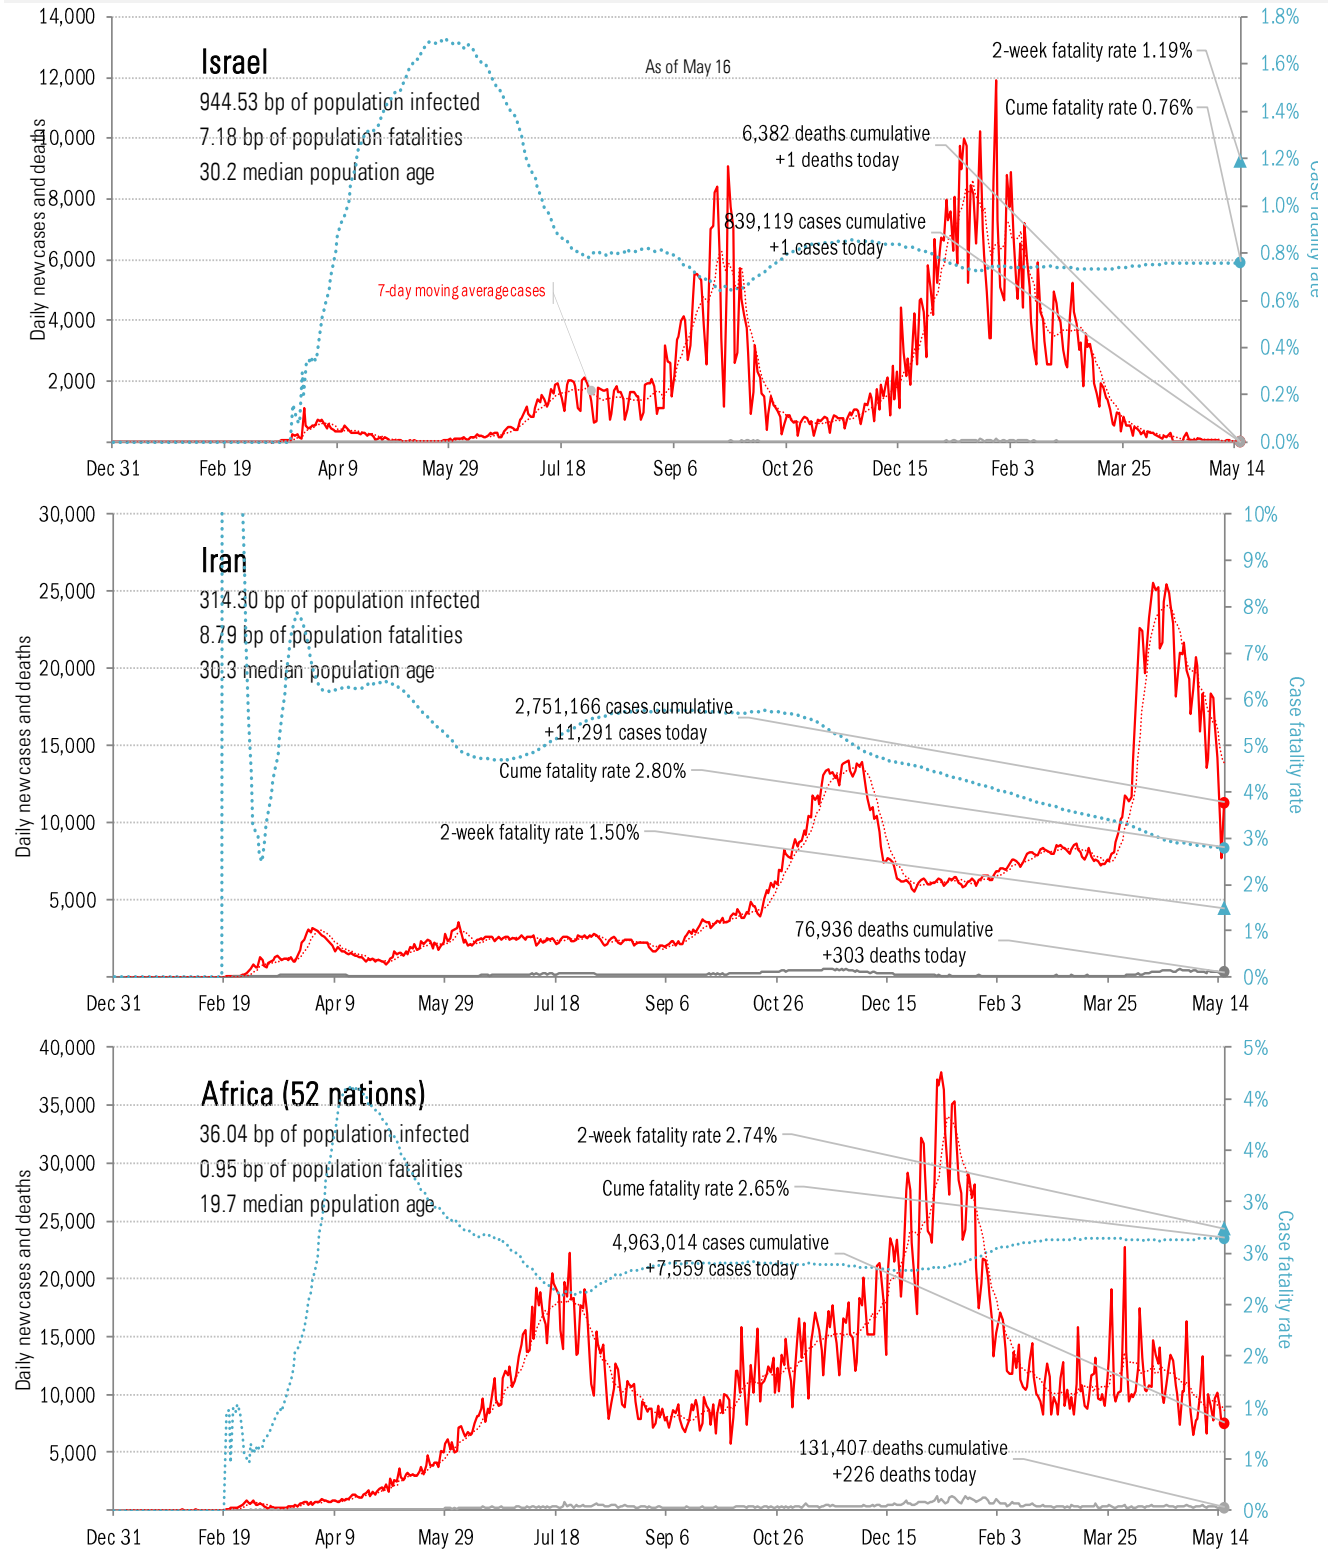 14,000
12,000
10,000
8,000
6,000
4,000
2,000
Daily new cases and deaths
Israel
944.53 bp of population infected
7.18 bp of population fatalities
30.2 median population age
As of May 16
2-week fatality rate 1.19%
Cume fatality rate 0.76%
6,382 deaths cumulative
+1 deaths today
839,119 cases cumulative
+1 cases today
7-day moving average cases
1.8%
1.6%
1.4%
1.2%
1.0%
0.8%
0.6%
0.4%
0.2%
0.0%
Case fatality rate
Dec 31 Feb 19 Apr 9 May 29 Jul 18 Sep 6 Oct 26 Dec 15 Feb 3 Mar 25 May 14
30,000
25,000
20,000
15,000
10,000
5,000
Daily new cases and deaths
Iran
314.30 bp of population infected
8.79 bp of population fatalities
30.3 median population age
2,751,166 cases cumulative
+11,291 cases today
Cume fatality rate 2.80%
2-week fatality rate 1.50%
76,936 deaths cumulative
+303 deaths today
10%
9%
8%
7%
6%
5%
4%
3%
2%
1%
0%
Case fatality rate
Dec 31 Feb 19 Apr 9 May 29 Jul 18 Sep 6 Oct 26 Dec 15 Feb 3 Mar 25 May 14
40,000
35,000
30,000
25,000
20,000
15,000
10,000
5,000
Daily new cases and deaths
Africa (52 nations)
36.04 bp of population infected
0.95 bp of population fatalities
19.7 median population age
2-week fatality rate 2.74%
Cume fatality rate 2.65%
4,963,014 cases cumulative
+7,559 cases today
131,407 deaths cumulative
+226 deaths today
5%
4%
4%
3%
3%
2%
2%
1%
1%
0%
Case fatality rate
Dec 31 Feb 19 Apr 9 May 29 Jul 18 Sep 6 Oct 26 Dec 15 Feb 3 Mar 25 May 14